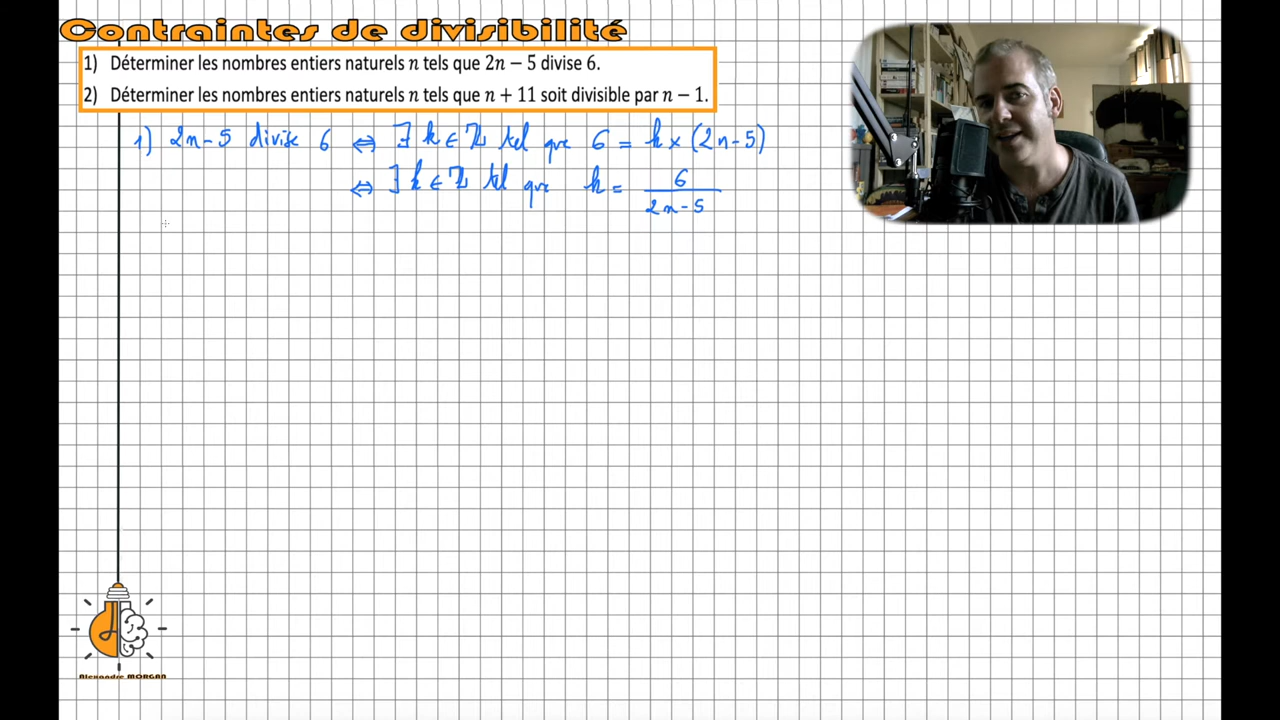 Contraintes de divisibilité
1) Déterminer les nombres entiers naturels n tels que 2n − 5 divise 6.
2) Déterminer les nombres entiers naturels n tels que n + 11 soit divisible par n − 1.
1) 2n-5 divise 6 ⇔ ∃ k ∈ ℤ tel que 6 = k × (2n-5)
⇔ ∃ k ∈ ℤ tel que k = 6/(2n-5)
Alexandre MORGAN